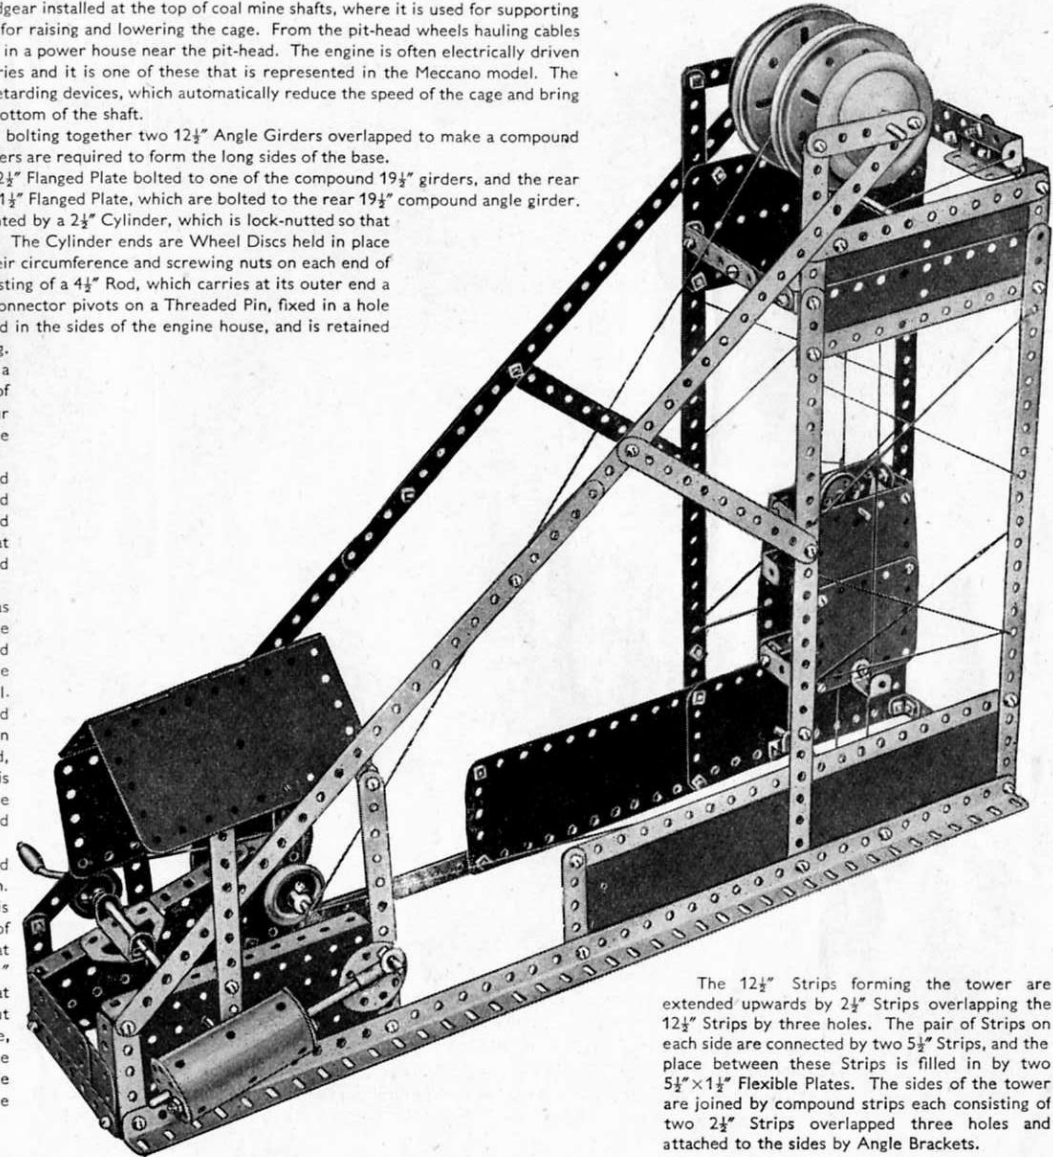 dgear installed at the top of coal mine shafts, where it is used for supporting
for raising and lowering the cage. From the pit-head wheels hauling cables
in a power house near the pit-head. The engine is often electrically driven
ries and it is one of these that is represented in the Meccano model. The
etarding devices, which automatically reduce the speed of the cage and bring
ottom of the shaft.
bolting together two 12½″ Angle Girders overlapped to make a compound
ers are required to form the long sides of the base.
2½″ Flanged Plate bolted to one of the compound 19½″ girders, and the rear
1½″ Flanged Plate, which are bolted to the rear 19½″ compound angle girder.
ted by a 2½″ Cylinder, which is lock-nutted so that
The Cylinder ends are Wheel Discs held in place
eir circumference and screwing nuts on each end of
sting of a 4½″ Rod, which carries at its outer end a
onnector pivots on a Threaded Pin, fixed in a hole
d in the sides of the engine house, and is retained
g.
a
of
r
e
d
d
d
at
d
as
e
d
e
l.
d
n
d,
is
e
d
d
n.
is
of
at
″
at
it
e,
e
e
e
The 12½″ Strips forming the tower are
extended upwards by 2½″ Strips overlapping the
12½″ Strips by three holes. The pair of Strips on
each side are connected by two 5½″ Strips, and the
place between these Strips is filled in by two
5½″×1½″ Flexible Plates. The sides of the tower
are joined by compound strips each consisting of
two 2½″ Strips overlapped three holes and
attached to the sides by Angle Brackets.